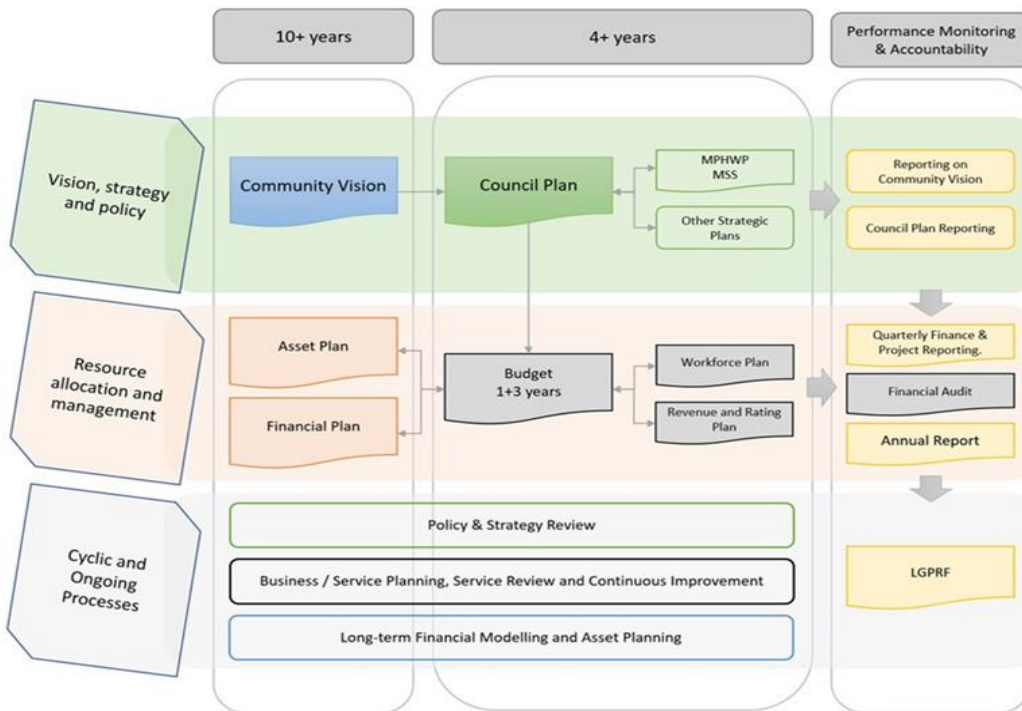 10+ years
4+ years
Performance Monitoring
& Accountability
Vision, strategy
and policy
Community Vision
Council Plan
MPHWP
MSS
Other Strategic
Plans
Reporting on
Community Vision
Council Plan Reporting
Resource
allocation and
management
Asset Plan
Financial Plan
Budget
1+3 years
Workforce Plan
Revenue and Rating
Plan
Quarterly Finance &
Project Reporting.
Financial Audit
Annual Report
Cyclic and
Ongoing
Processes
Policy & Strategy Review
Business / Service Planning, Service Review and Continuous Improvement
Long-term Financial Modelling and Asset Planning
LGPRF